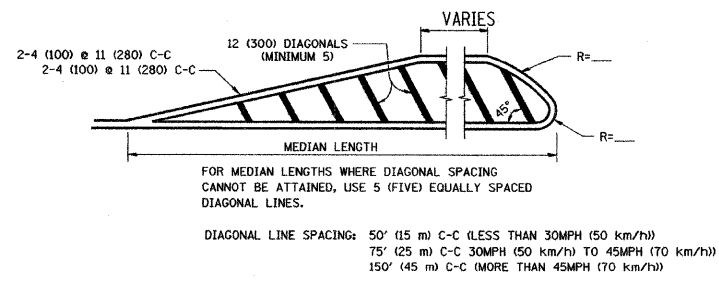 VARIES
12 (300) DIAGONALS
(MINIMUM 5)
2-4 (100) @ 11 (280) C-C
2-4 (100) @ 11 (280) C-C
R=___
45°
R=___
MEDIAN LENGTH
FOR MEDIAN LENGTHS WHERE DIAGONAL SPACING
CANNOT BE ATTAINED, USE 5 (FIVE) EQUALLY SPACED
DIAGONAL LINES.
DIAGONAL LINE SPACING: 50' (15 m) C-C (LESS THAN 30MPH (50 km/h))
75' (25 m) C-C 30MPH (50 km/h) TO 45MPH (70 km/h))
150' (45 m) C-C (MORE THAN 45MPH (70 km/h))